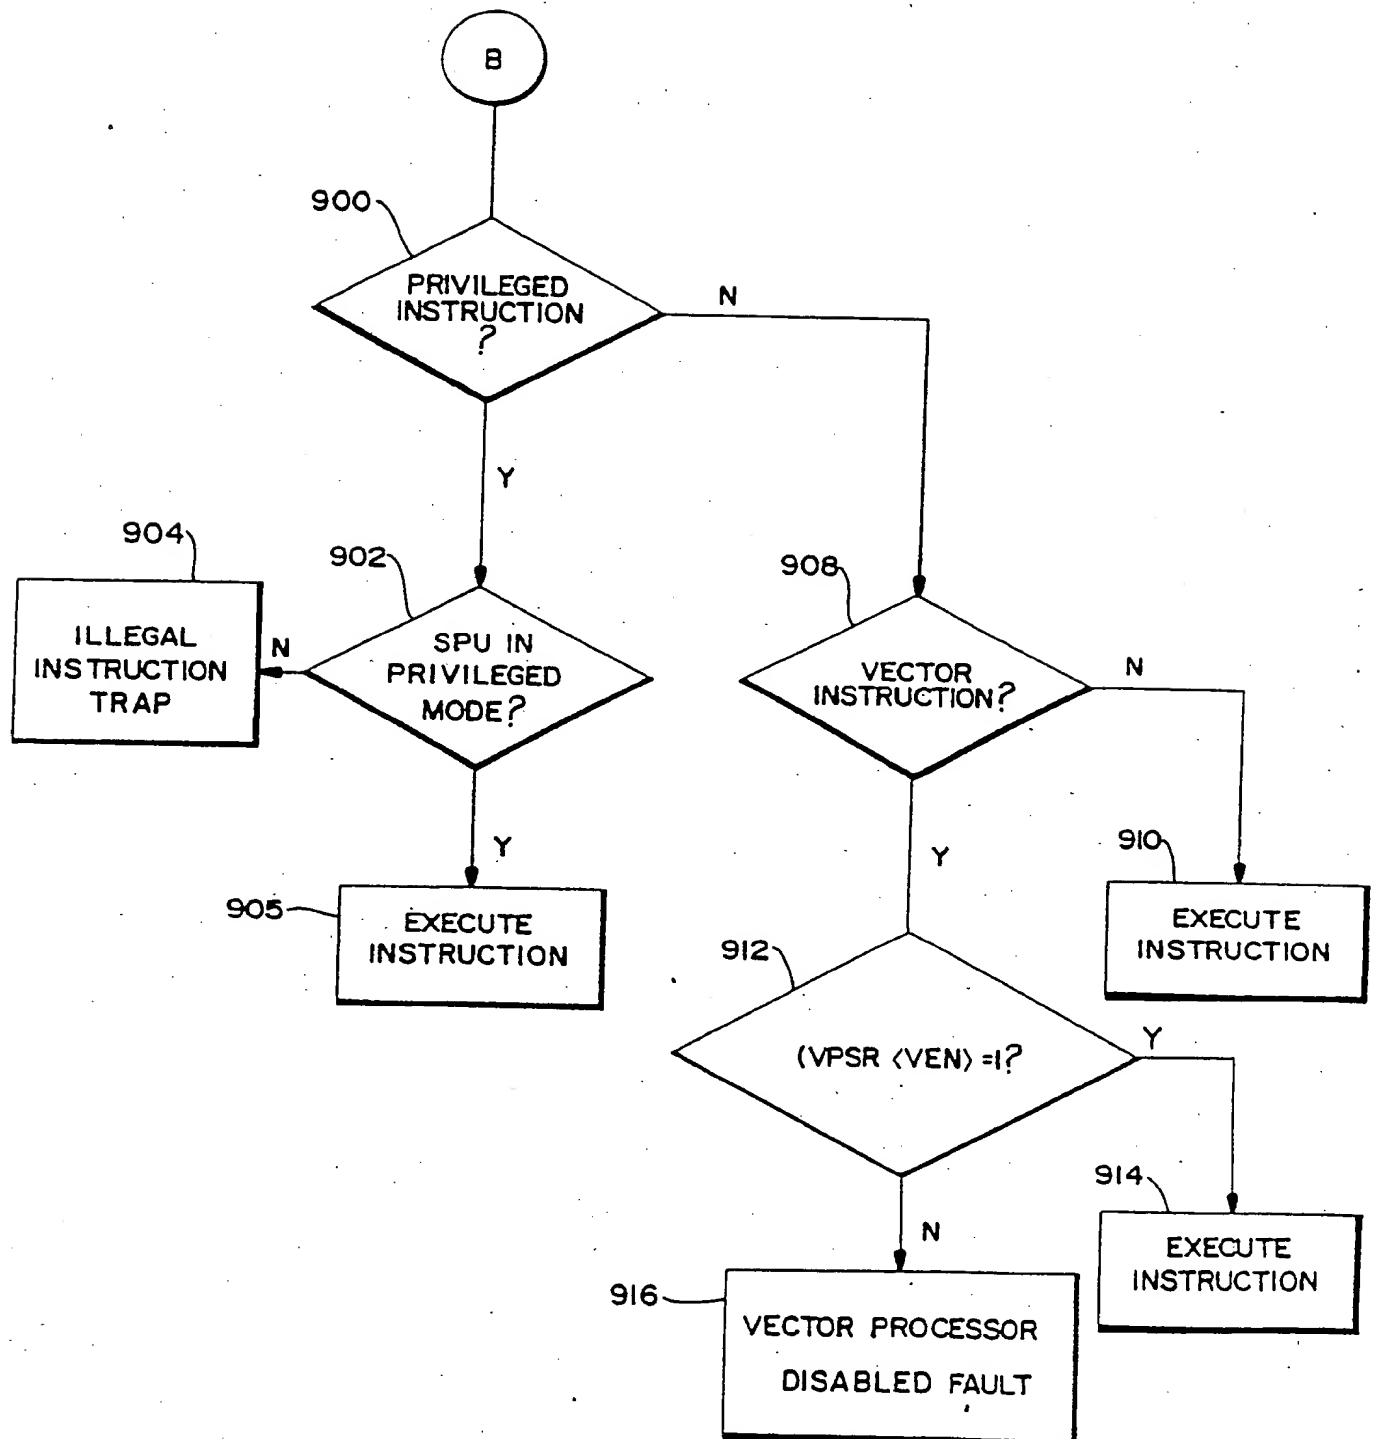 B
900
PRIVILEGED
INSTRUCTION
?
N
Y
904
ILLEGAL
INSTRUCTION
TRAP
N
902
SPU IN
PRIVILEGED
MODE?
Y
905
EXECUTE
INSTRUCTION
908
VECTOR
INSTRUCTION?
N
Y
910
EXECUTE
INSTRUCTION
912
(VPSR <VEN> =1?
Y
N
914
EXECUTE
INSTRUCTION
916
VECTOR PROCESSOR
DISABLED FAULT